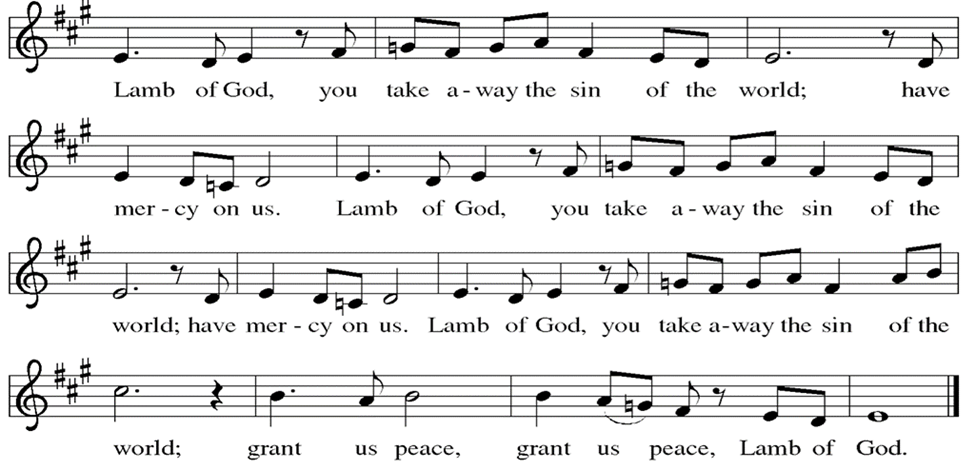 Lamb of God, you take a - way the sin of the world; have
mer - cy on us. Lamb of God, you take a - way the sin of the
world; have mer - cy on us. Lamb of God, you take a - way the sin of the
world; grant us peace, grant us peace, Lamb of God.